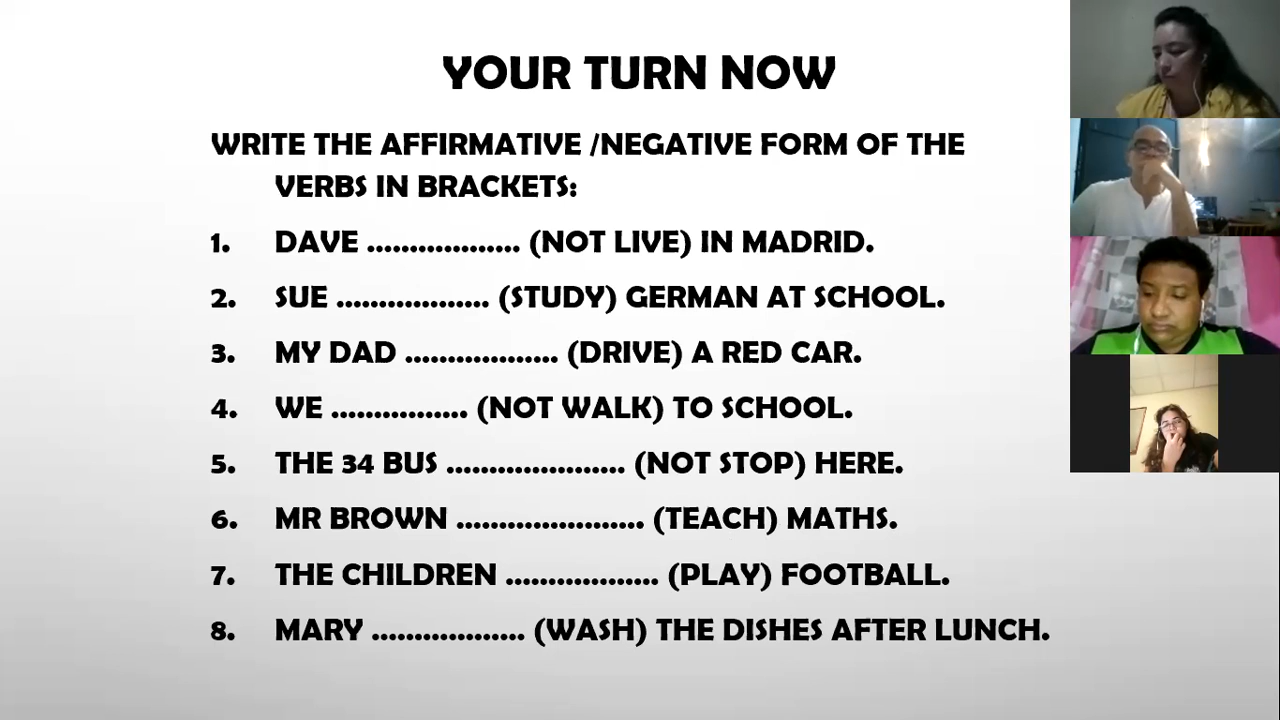 YOUR TURN NOW
WRITE THE AFFIRMATIVE /NEGATIVE FORM OF THE
VERBS IN BRACKETS:
1. DAVE .................. (NOT LIVE) IN MADRID.
2. SUE .................. (STUDY) GERMAN AT SCHOOL.
3. MY DAD .................. (DRIVE) A RED CAR.
4. WE ................ (NOT WALK) TO SCHOOL.
5. THE 34 BUS ..................... (NOT STOP) HERE.
6. MR BROWN ...................... (TEACH) MATHS.
7. THE CHILDREN .................. (PLAY) FOOTBALL.
8. MARY .................. (WASH) THE DISHES AFTER LUNCH.